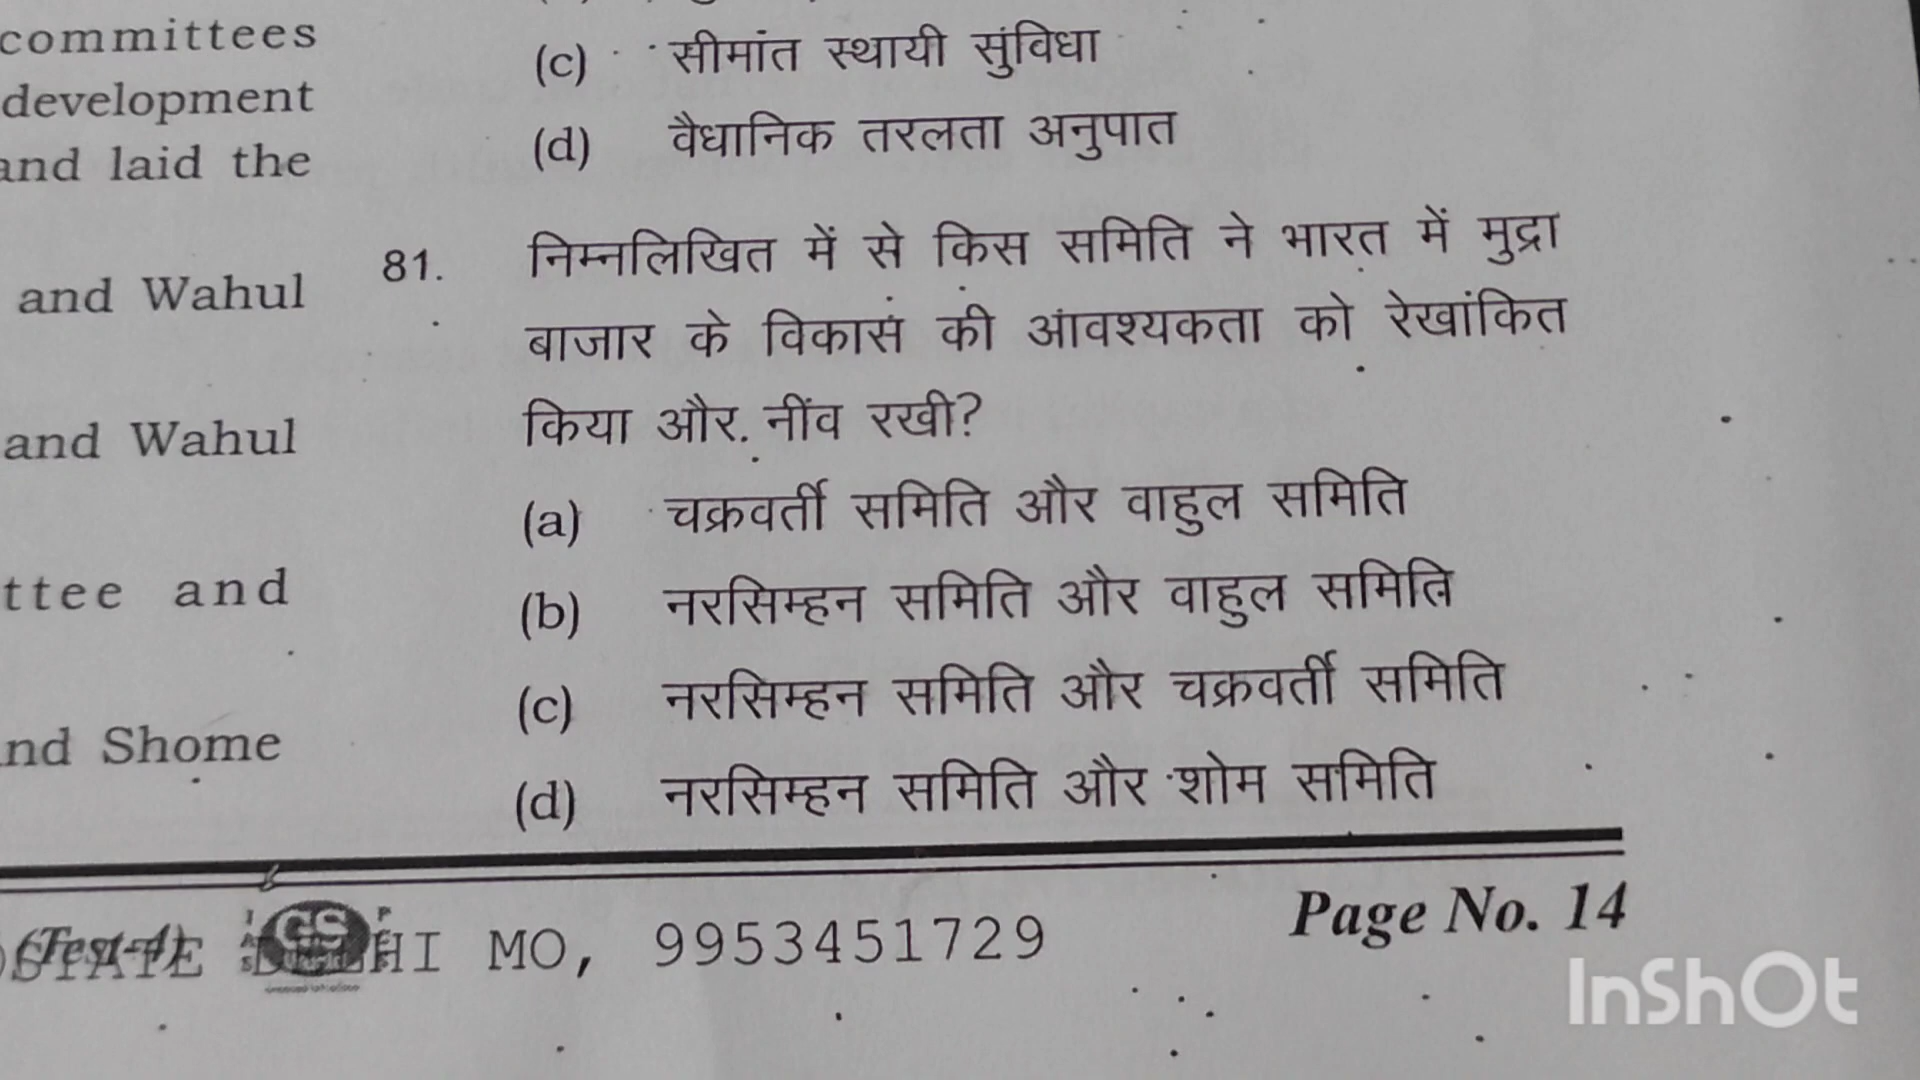 committees
development
and laid the
and Wahul
and Wahul
ttee and
nd Shome
(c) सीमांत स्थायी सुविधा
(d) वैधानिक तरलता अनुपात
81. निम्नलिखित में से किस समिति ने भारत में मुद्रा
बाजार के विकास की आवश्यकता को रेखांकित
किया और नींव रखी?
(a) चक्रवर्ती समिति और वाहुल समिति
(b) नरसिम्हन समिति और वाहुल समिति
(c) नरसिम्हन समिति और चक्रवर्ती समिति
(d) नरसिम्हन समिति और शोम समिति
(Test-4) MO, 9953451729
Page No. 14
InShOt